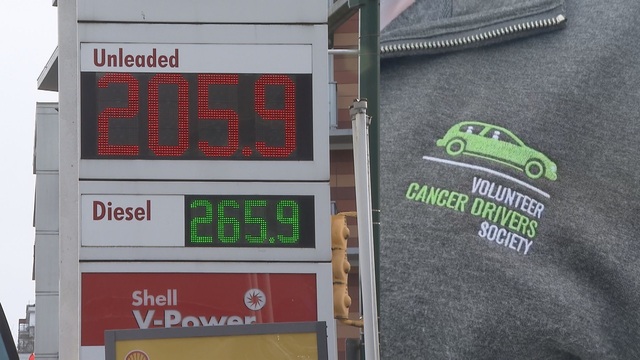 Unleaded
205.9
Diesel
265.9
Shell
V-Power
VOLUNTEER
CANCER DRIVERS
SOCIETY